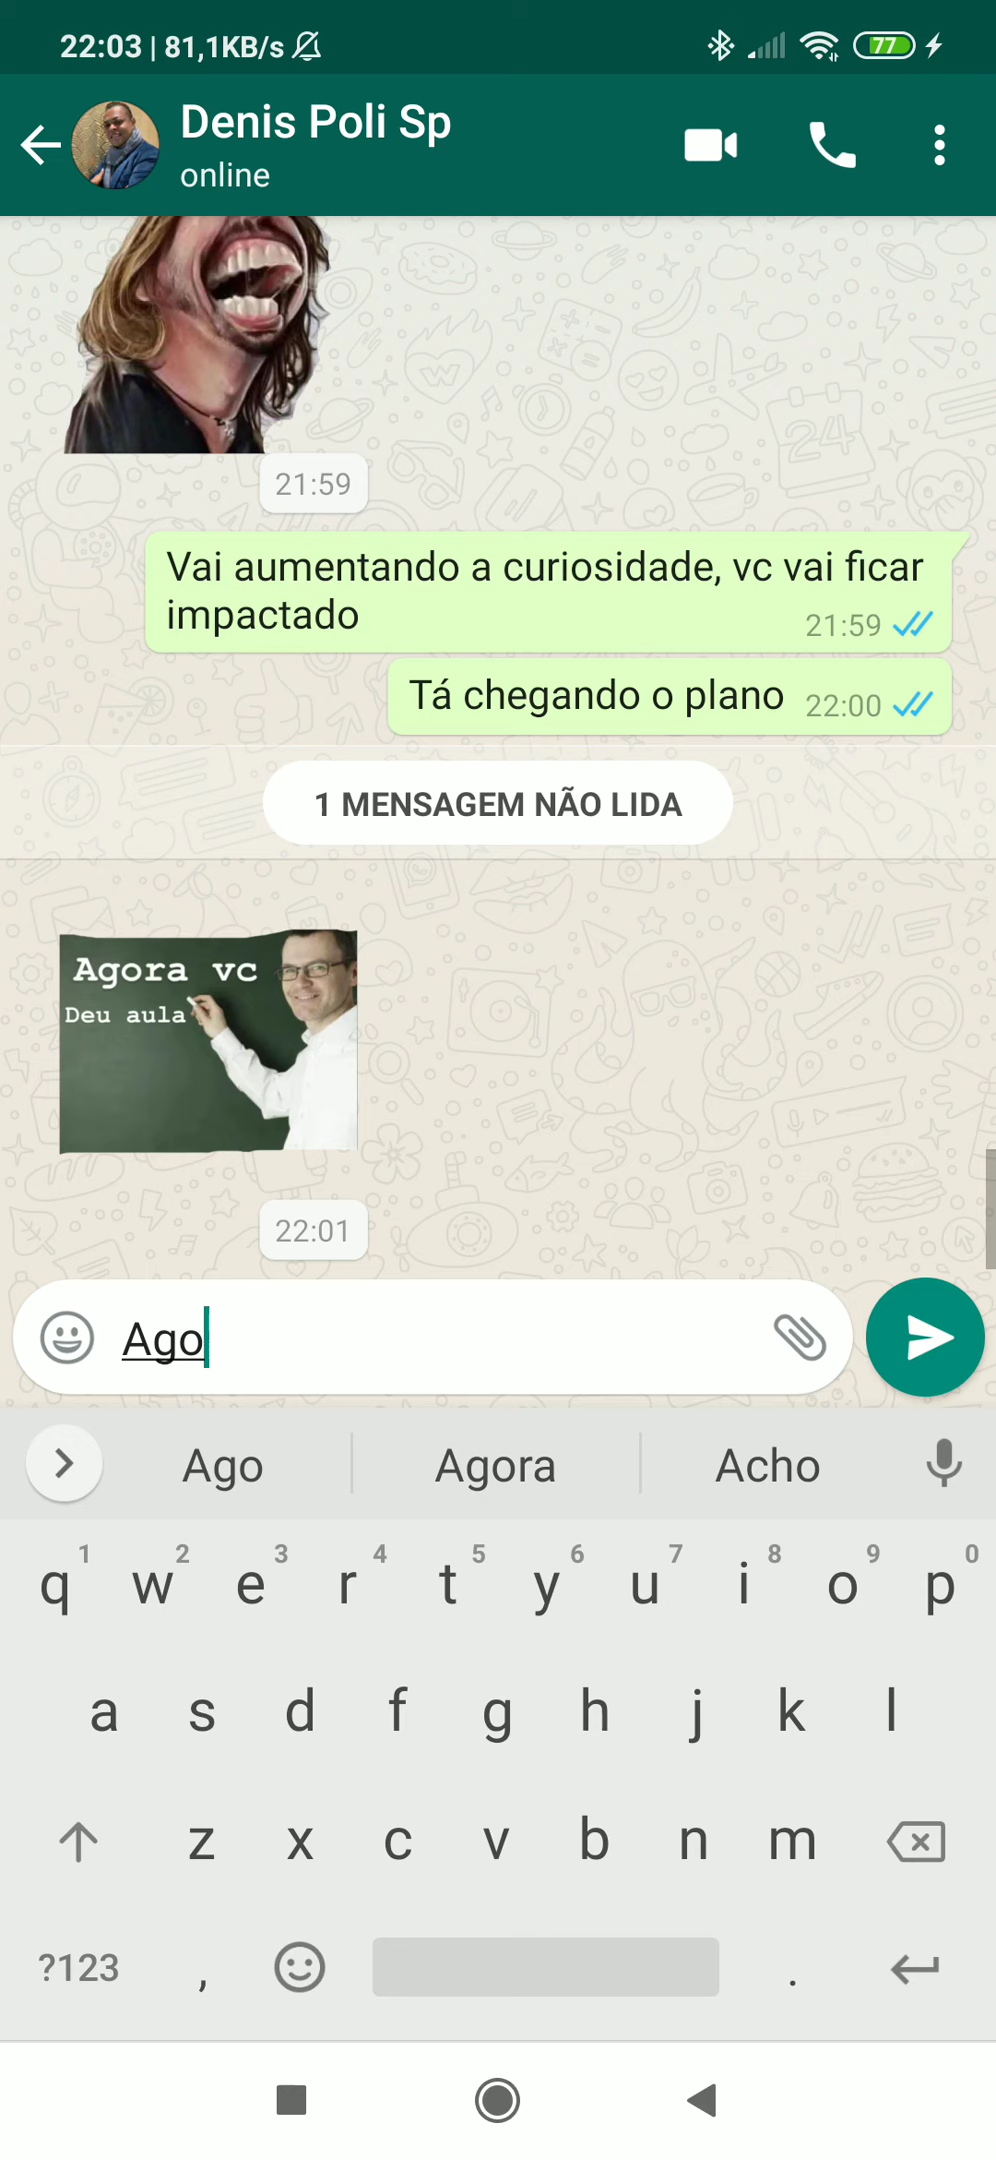 22:03 | 81,1KB/s
77
Denis Poli Sp
online
21:59
Vai aumentando a curiosidade, vc vai ficar
impactado
21:59
Tá chegando o plano
22:00
1 MENSAGEM NÃO LIDA
Agora vc
Deu aula
22:01
Ago
Ago Agora Acho
1 2 3 4 5 6 7 8 9 0
q w e r t y u i o p
a s d f g h j k l
z x c v b n m
?123 , .